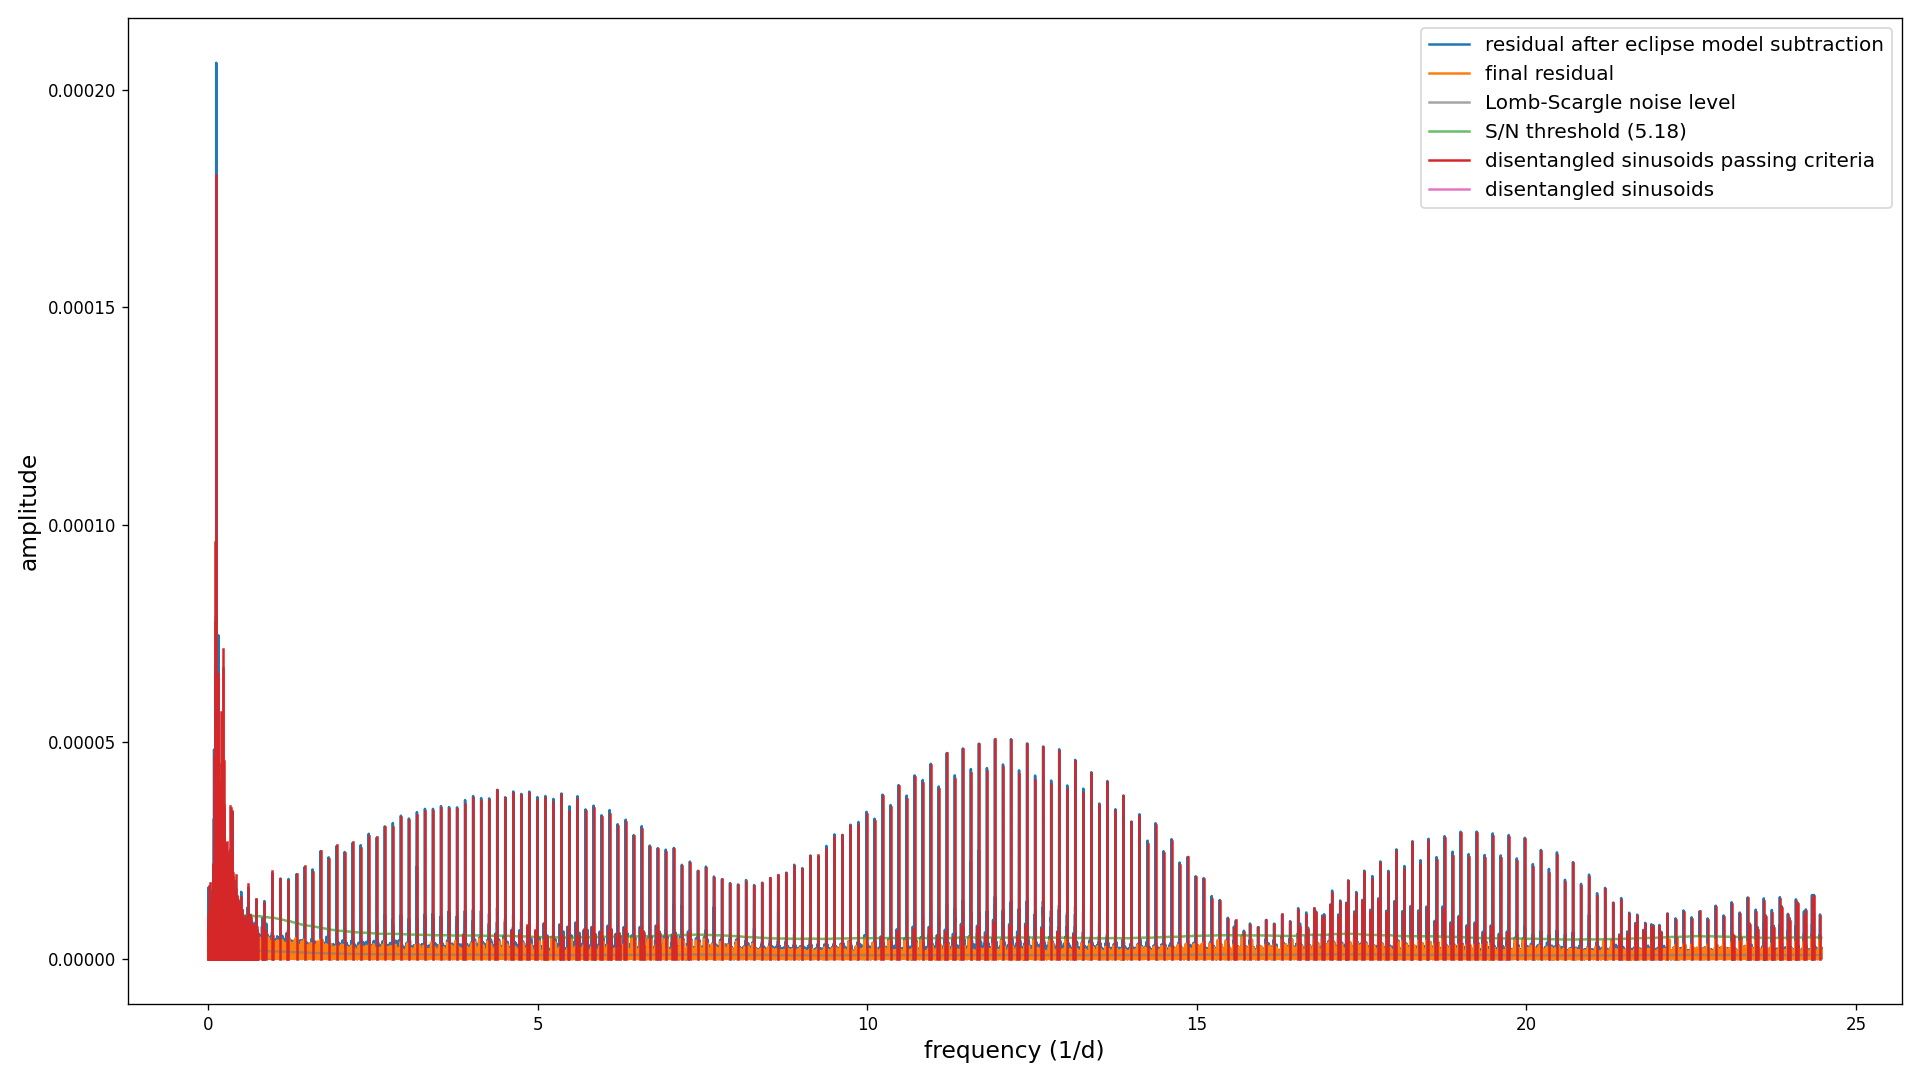 residual after eclipse model subtraction
final residual
Lomb-Scargle noise level
S/N threshold (5.18)
disentangled sinusoids passing criteria
disentangled sinusoids
0.00020
0.00015
0.00010
0.00005
0.00000
amplitude
0 5 10 15 20 25
frequency (1/d)